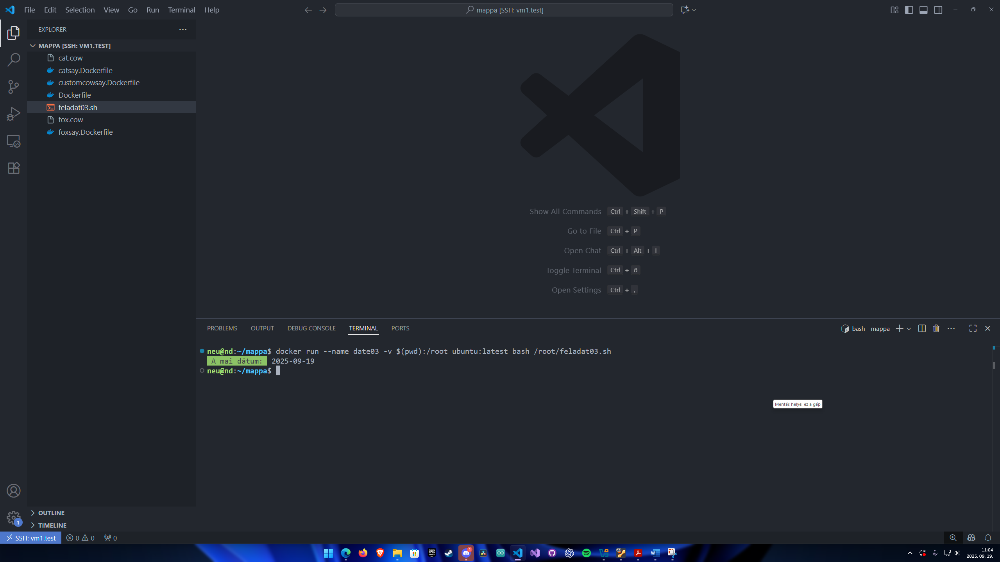 File Edit Selection View Go Run Terminal Help
mappa [SSH: vm1.test]
EXPLORER
MAPPA [SSH: VM1.TEST]
cat.cow
catsay.Dockerfile
customcowsay.Dockerfile
Dockerfile
feladat03.sh
fox.cow
foxsay.Dockerfile
Show All Commands Ctrl + Shift + P
Go to File Ctrl + P
Open Chat Ctrl + Alt + I
Toggle Terminal Ctrl + ö
Open Settings Ctrl + ,
PROBLEMS OUTPUT DEBUG CONSOLE TERMINAL PORTS
bash - mappa
neu@nd:~/mappa$ docker run --name date03 -v $(pwd):/root ubuntu:latest bash /root/feladat03.sh
A mai dátum: 2025-09-19
neu@nd:~/mappa$
Mentés helye: ez a gép
OUTLINE
1
TIMELINE
SSH: vm1.test 0 0 0
EPIC GAMES
1
11:04
2025. 09. 19.